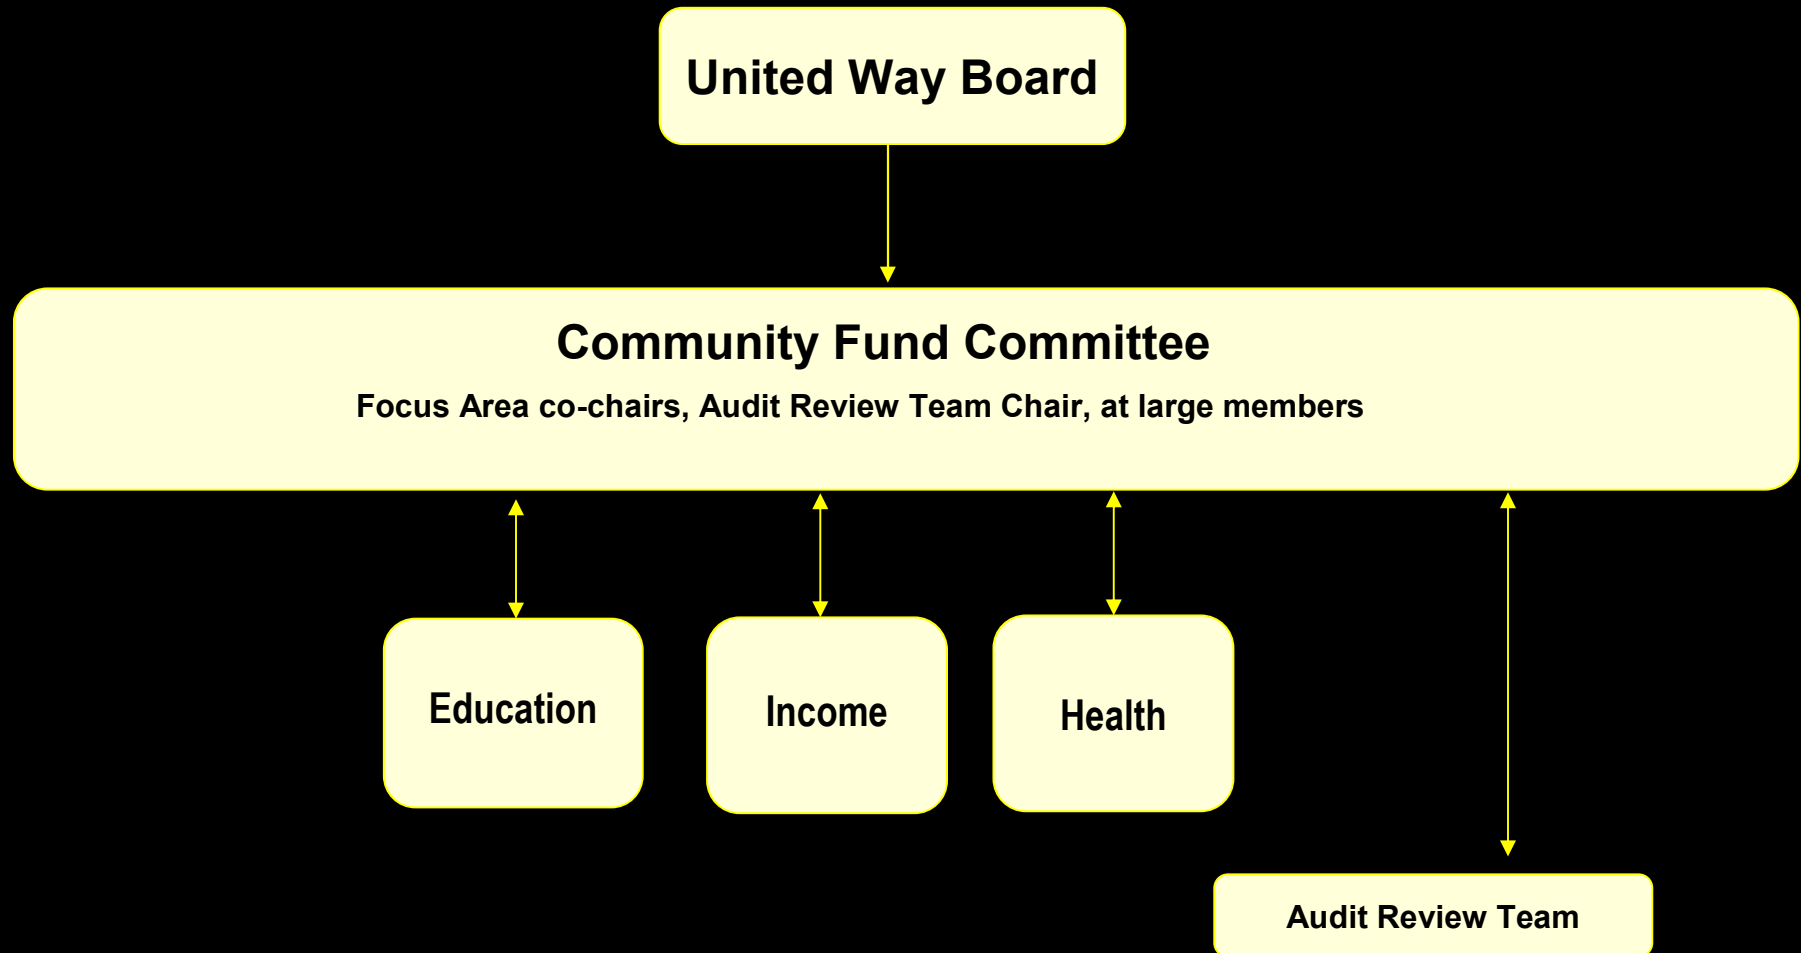 United Way Board
Community Fund Committee
Focus Area co-chairs, Audit Review Team Chair, at large members
Education
Income
Health
Audit Review Team